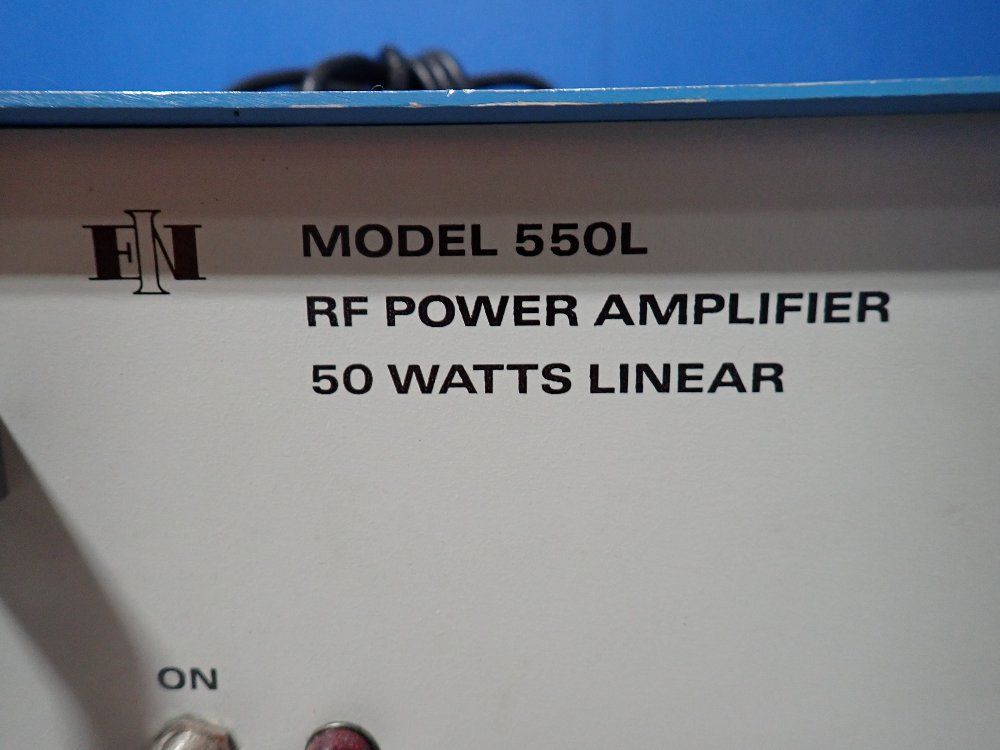 ENI
MODEL 550L
RF POWER AMPLIFIER
50 WATTS LINEAR
ON